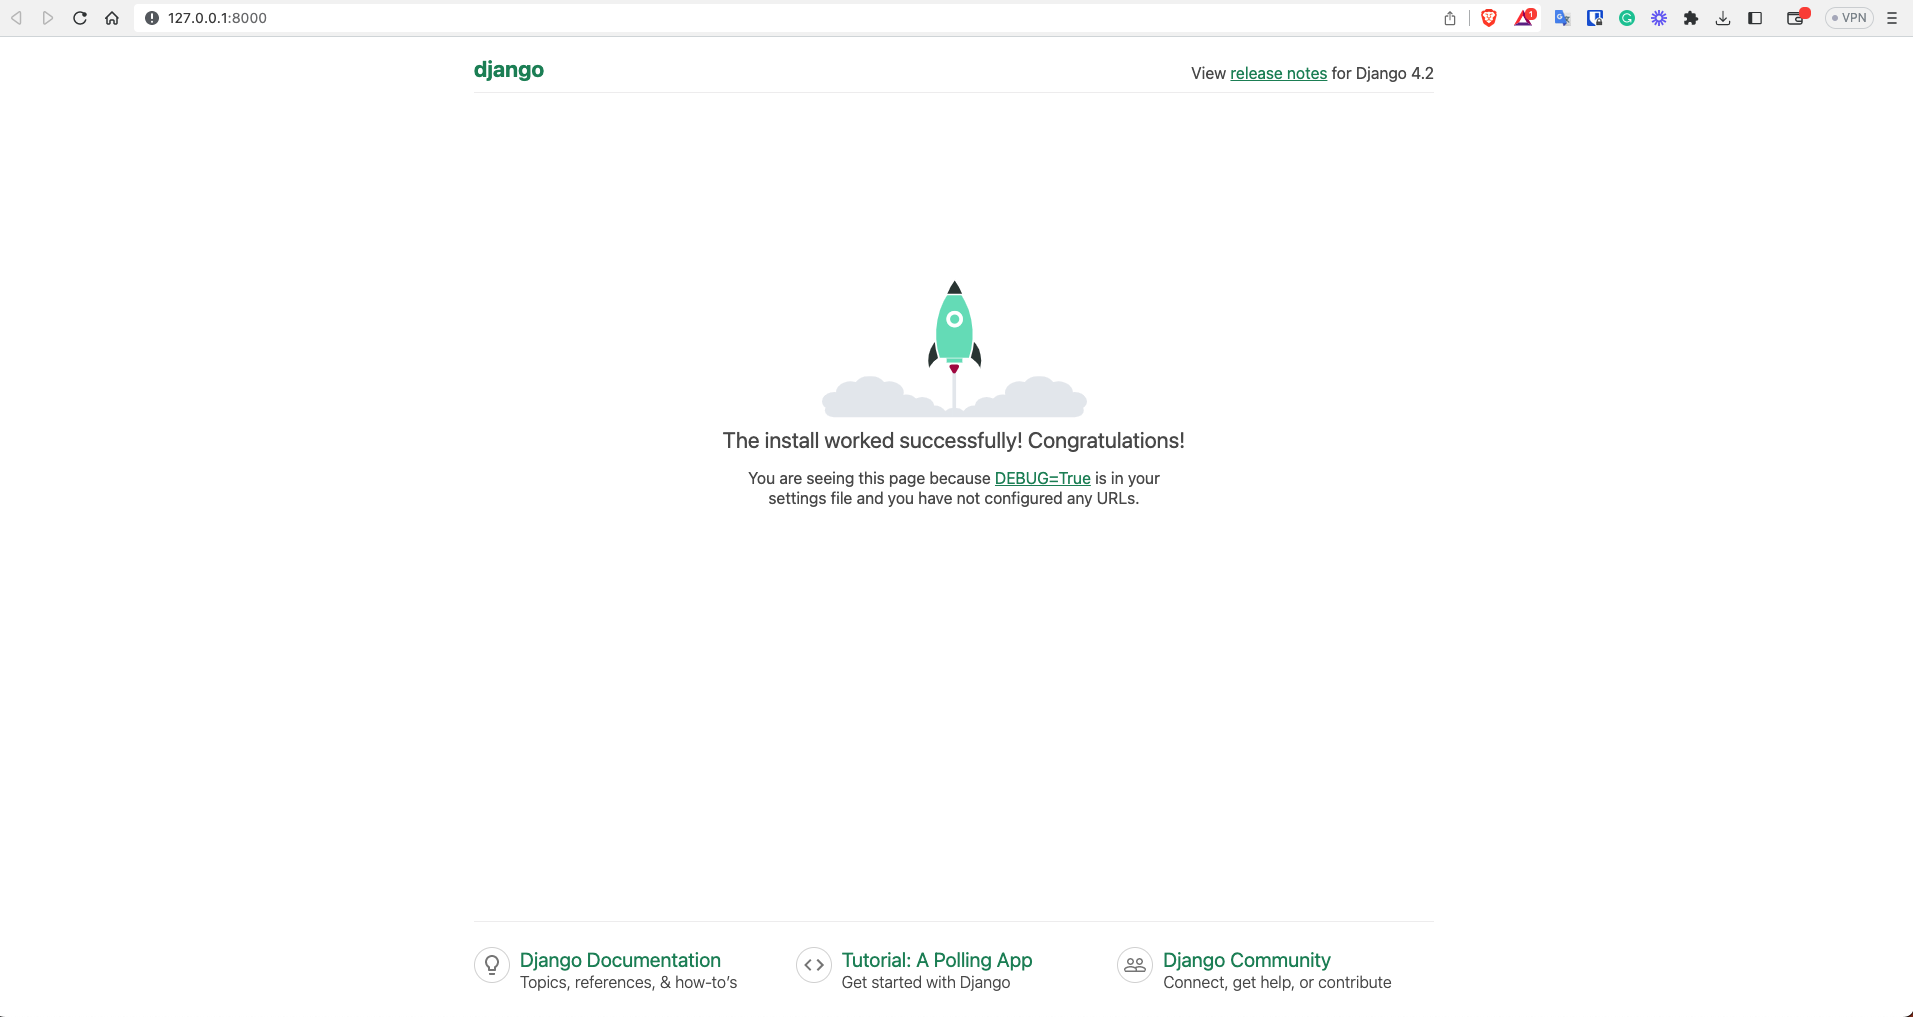 127.0.0.1:8000
1
VPN
django
View release notes for Django 4.2
The install worked successfully! Congratulations!
You are seeing this page because DEBUG=True is in your
settings file and you have not configured any URLs.
Django Documentation
Topics, references, & how-to’s
Tutorial: A Polling App
Get started with Django
Django Community
Connect, get help, or contribute